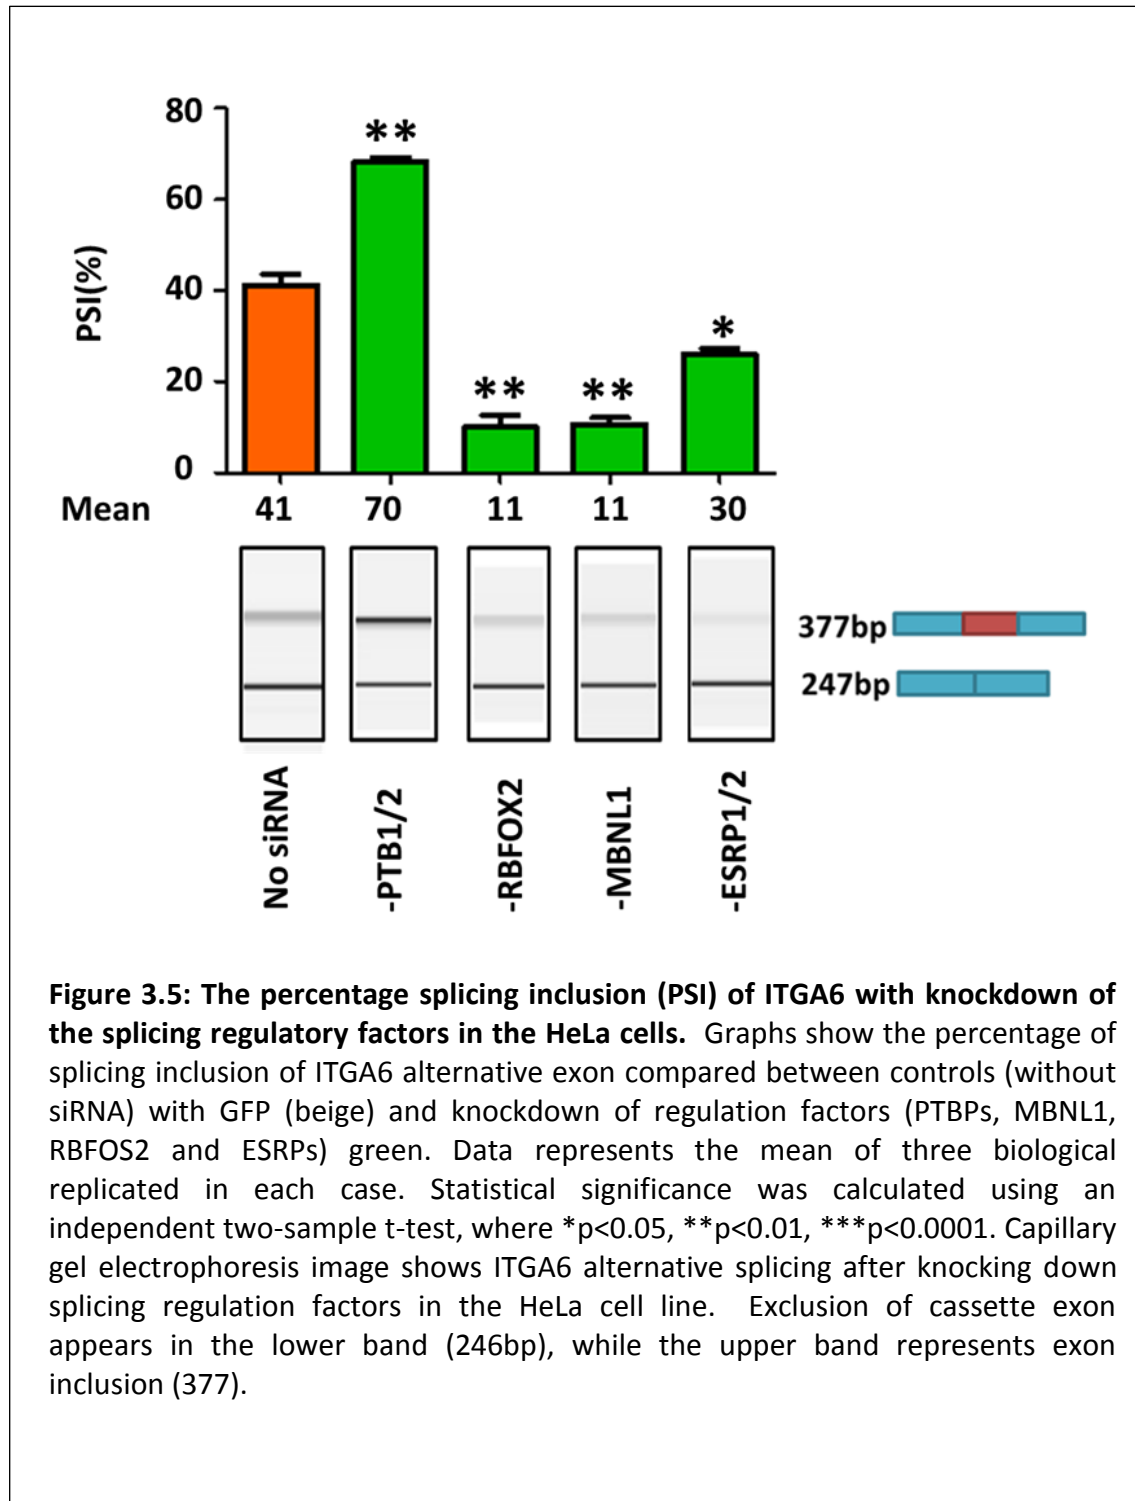 80
**
60
40
*
20
**
**
0
PSI(%)
Mean 41 70 11 11 30
377bp
247bp
No siRNA
-PTB1/2
-RBFOX2
-MBNL1
-ESRP1/2
Figure 3.5: The percentage splicing inclusion (PSI) of ITGA6 with knockdown of
the splicing regulatory factors in the HeLa cells. Graphs show the percentage of
splicing inclusion of ITGA6 alternative exon compared between controls (without
siRNA) with GFP (beige) and knockdown of regulation factors (PTBPs, MBNL1,
RBFOS2 and ESRPs) green. Data represents the mean of three biological
replicated in each case. Statistical significance was calculated using an
independent two-sample t-test, where *p<0.05, **p<0.01, ***p<0.0001. Capillary
gel electrophoresis image shows ITGA6 alternative splicing after knocking down
splicing regulation factors in the HeLa cell line. Exclusion of cassette exon
appears in the lower band (246bp), while the upper band represents exon
inclusion (377).